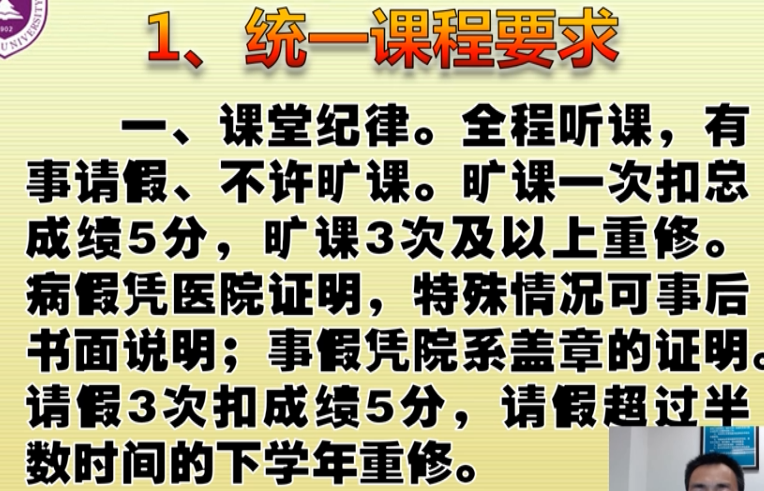 1、统一课程要求
一、课堂纪律。全程听课，有
事请假、不许旷课。旷课一次扣总
成绩5分，旷课3次及以上重修。
病假凭医院证明，特殊情况可事后
书面说明；事假凭院系盖章的证明。
请假3次扣成绩5分，请假超过半
数时间的下学年重修。